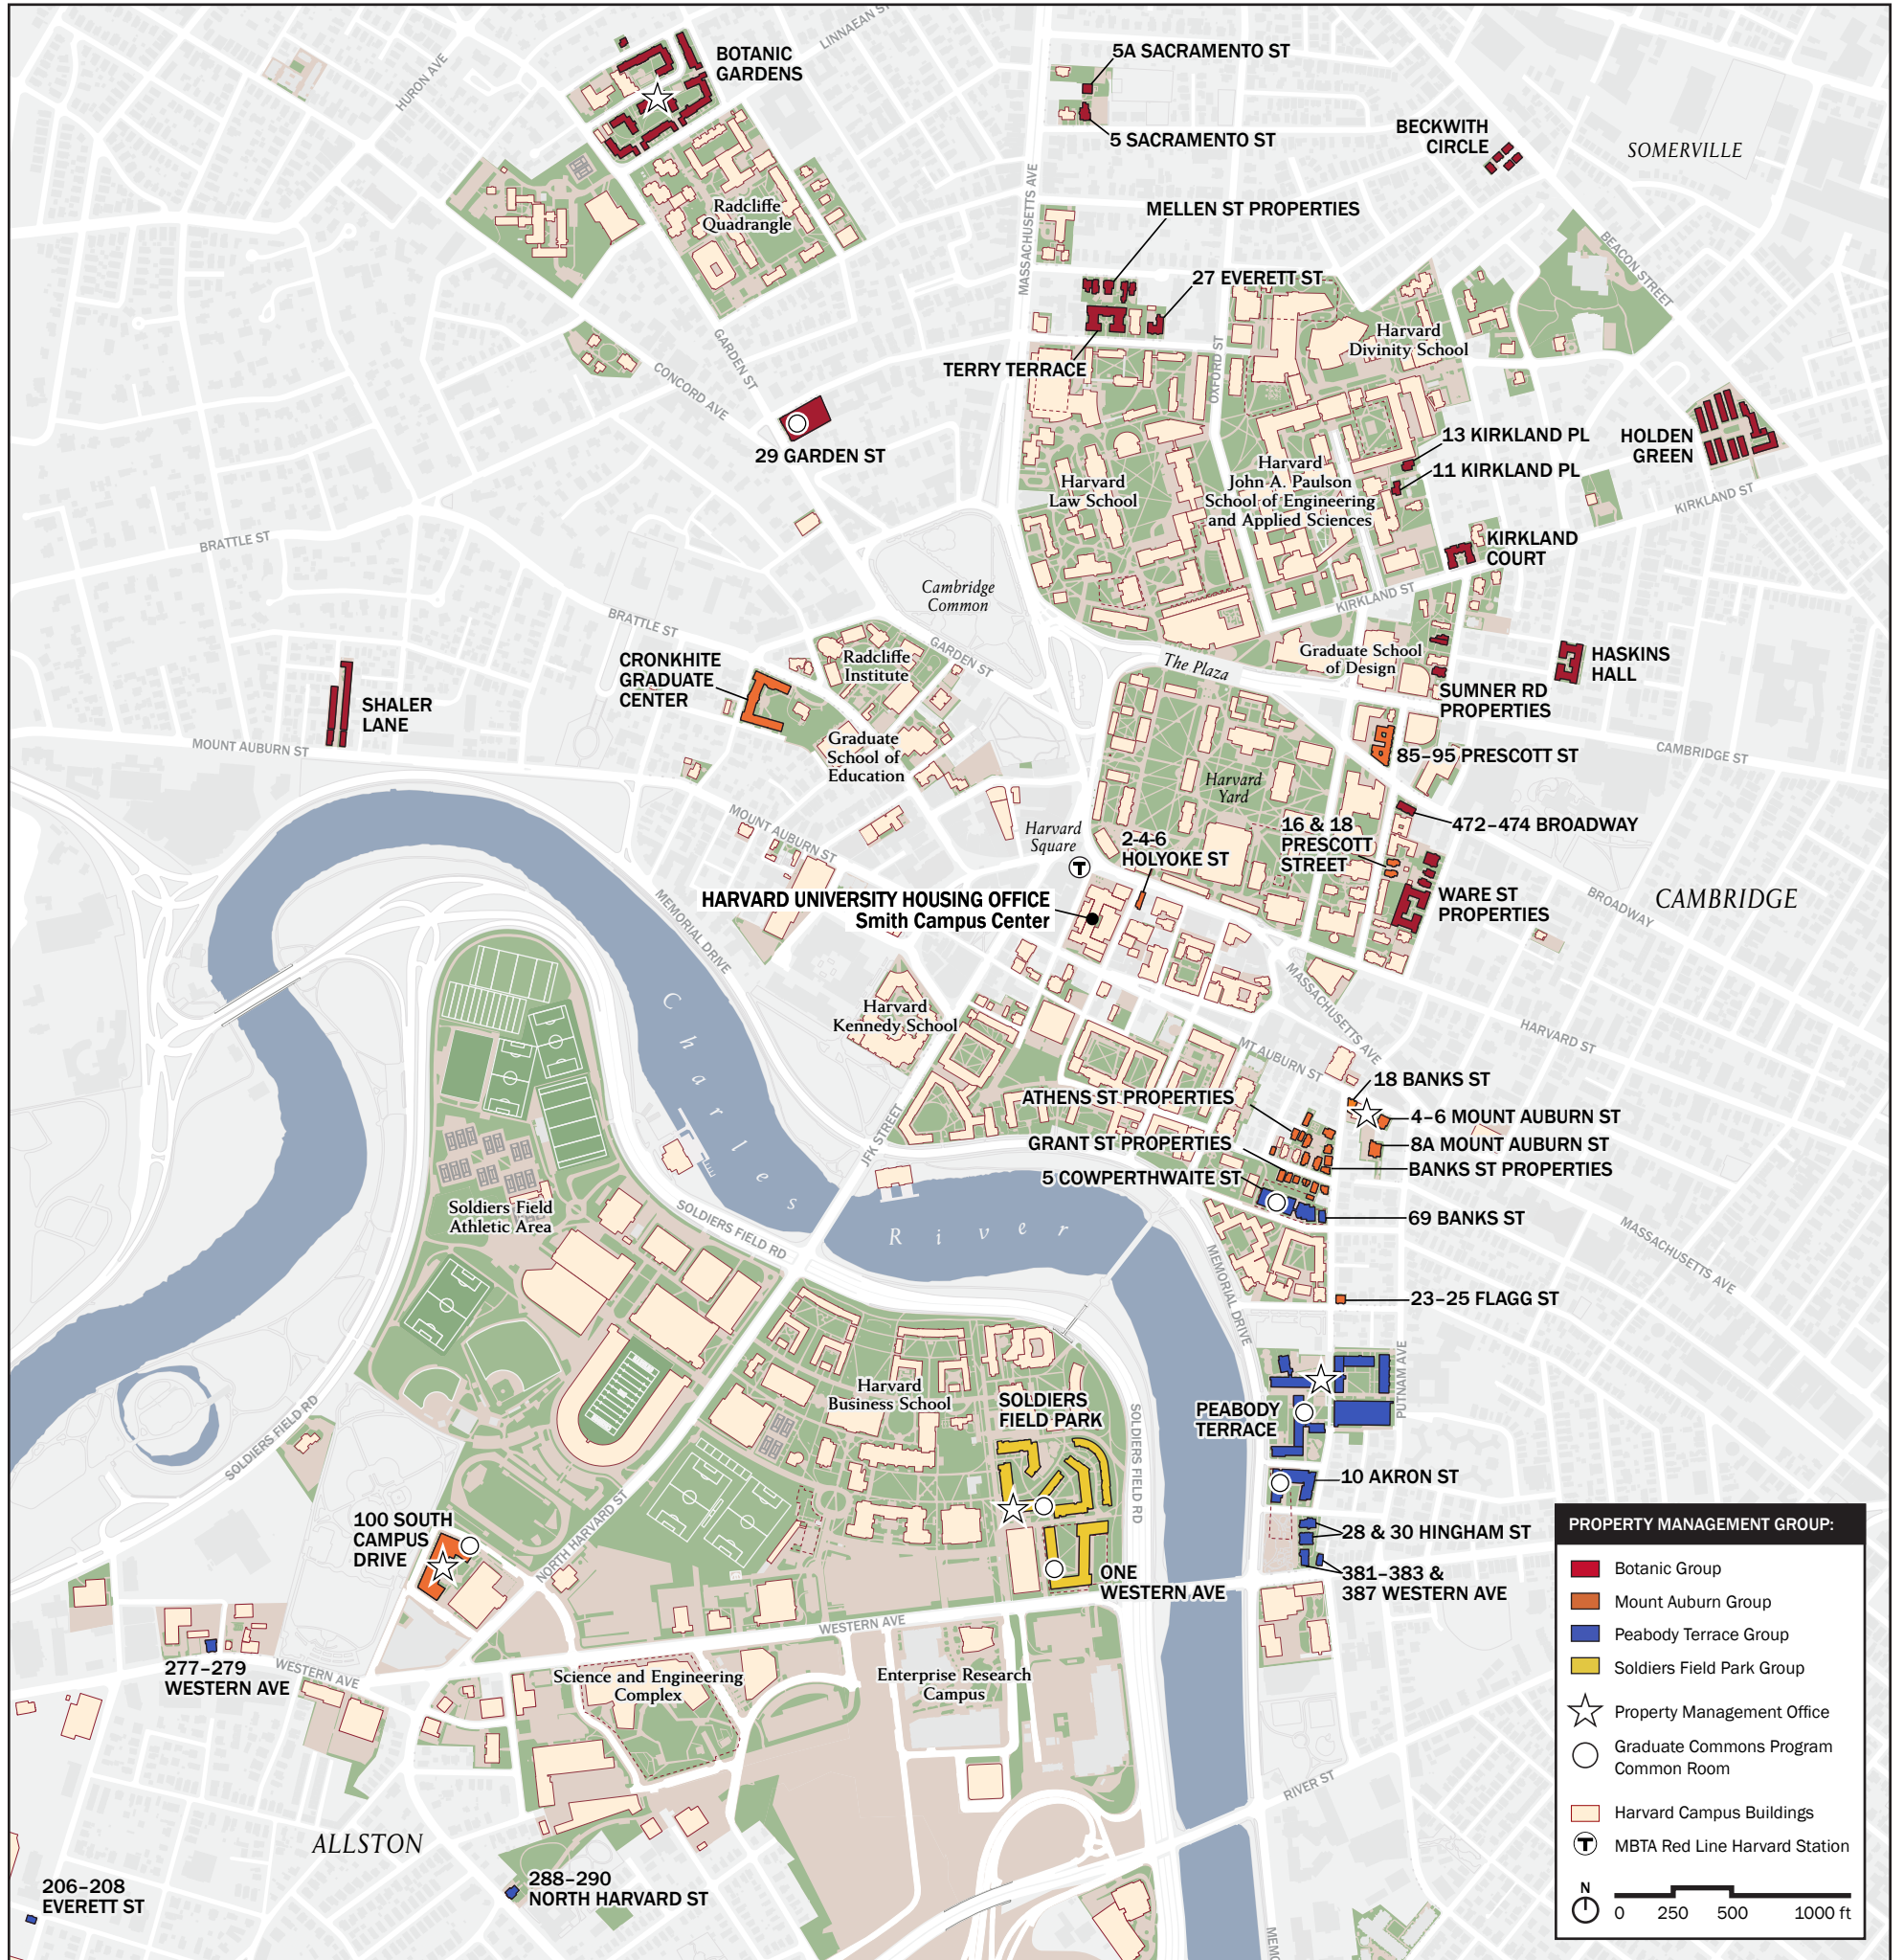 LINNAEAN ST
HURON AVE
BOTANIC
GARDENS
5A SACRAMENTO ST
5 SACRAMENTO ST
BECKWITH
CIRCLE
SOMERVILLE
Radcliffe
Quadrangle
MASSACHUSETTS AVE
MELLEN ST PROPERTIES
27 EVERETT ST
BEACON STREET
Harvard
Divinity School
TERRY TERRACE
OXFORD ST
GARDEN ST
CONCORD AVE
29 GARDEN ST
13 KIRKLAND PL
11 KIRKLAND PL
HOLDEN
GREEN
Harvard
Law School
Harvard
John A. Paulson
School of Engineering
and Applied Sciences
KIRKLAND ST
KIRKLAND
COURT
BRATTLE ST
Cambridge
Common
KIRKLAND ST
BRATTLE ST
GARDEN ST
Radcliffe
Institute
The Plaza
Graduate School
of Design
HASKINS
HALL
CRONKHITE
GRADUATE
CENTER
SHALER
LANE
SUMNER RD
PROPERTIES
MOUNT AUBURN ST
Graduate
School of
Education
85–95 PRESCOTT ST
CAMBRIDGE ST
Harvard
Yard
MOUNT AUBURN ST
Harvard
Square
T
2-4-6
HOLYOKE ST
16 & 18
PRESCOTT
STREET
472–474 BROADWAY
HARVARD UNIVERSITY HOUSING OFFICE
Smith Campus Center
WARE ST
PROPERTIES
BROADWAY
CAMBRIDGE
MEMORIAL DRIVE
MASSACHUSETTS AVE
Harvard
Kennedy School
HARVARD ST
MT AUBURN ST
Charles
River
18 BANKS ST
ATHENS ST PROPERTIES
4–6 MOUNT AUBURN ST
JFK STREET
GRANT ST PROPERTIES
8A MOUNT AUBURN ST
BANKS ST PROPERTIES
5 COWPERTHWAITE ST
69 BANKS ST
MASSACHUSETTS AVE
Soldiers Field
Athletic Area
SOLDIERS FIELD RD
MEMORIAL DRIVE
23–25 FLAGG ST
PUTNAM AVE
Harvard
Business School
SOLDIERS
FIELD PARK
SOLDIERS FIELD RD
PEABODY
TERRACE
SOLDIERS FIELD RD
10 AKRON ST
100 SOUTH
CAMPUS
DRIVE
NORTH HARVARD ST
28 & 30 HINGHAM ST
ONE
WESTERN AVE
381–383 &
387 WESTERN AVE
WESTERN AVE
277–279
WESTERN AVE
WESTERN AVE
Science and Engineering
Complex
Enterprise Research
Campus
RIVER ST
ALLSTON
206–208
EVERETT ST
288–290
NORTH HARVARD ST
MEMO
PROPERTY MANAGEMENT GROUP:
Botanic Group
Mount Auburn Group
Peabody Terrace Group
Soldiers Field Park Group
Property Management Office
Graduate Commons Program
Common Room
Harvard Campus Buildings
T MBTA Red Line Harvard Station
N
0 250 500 1000 ft